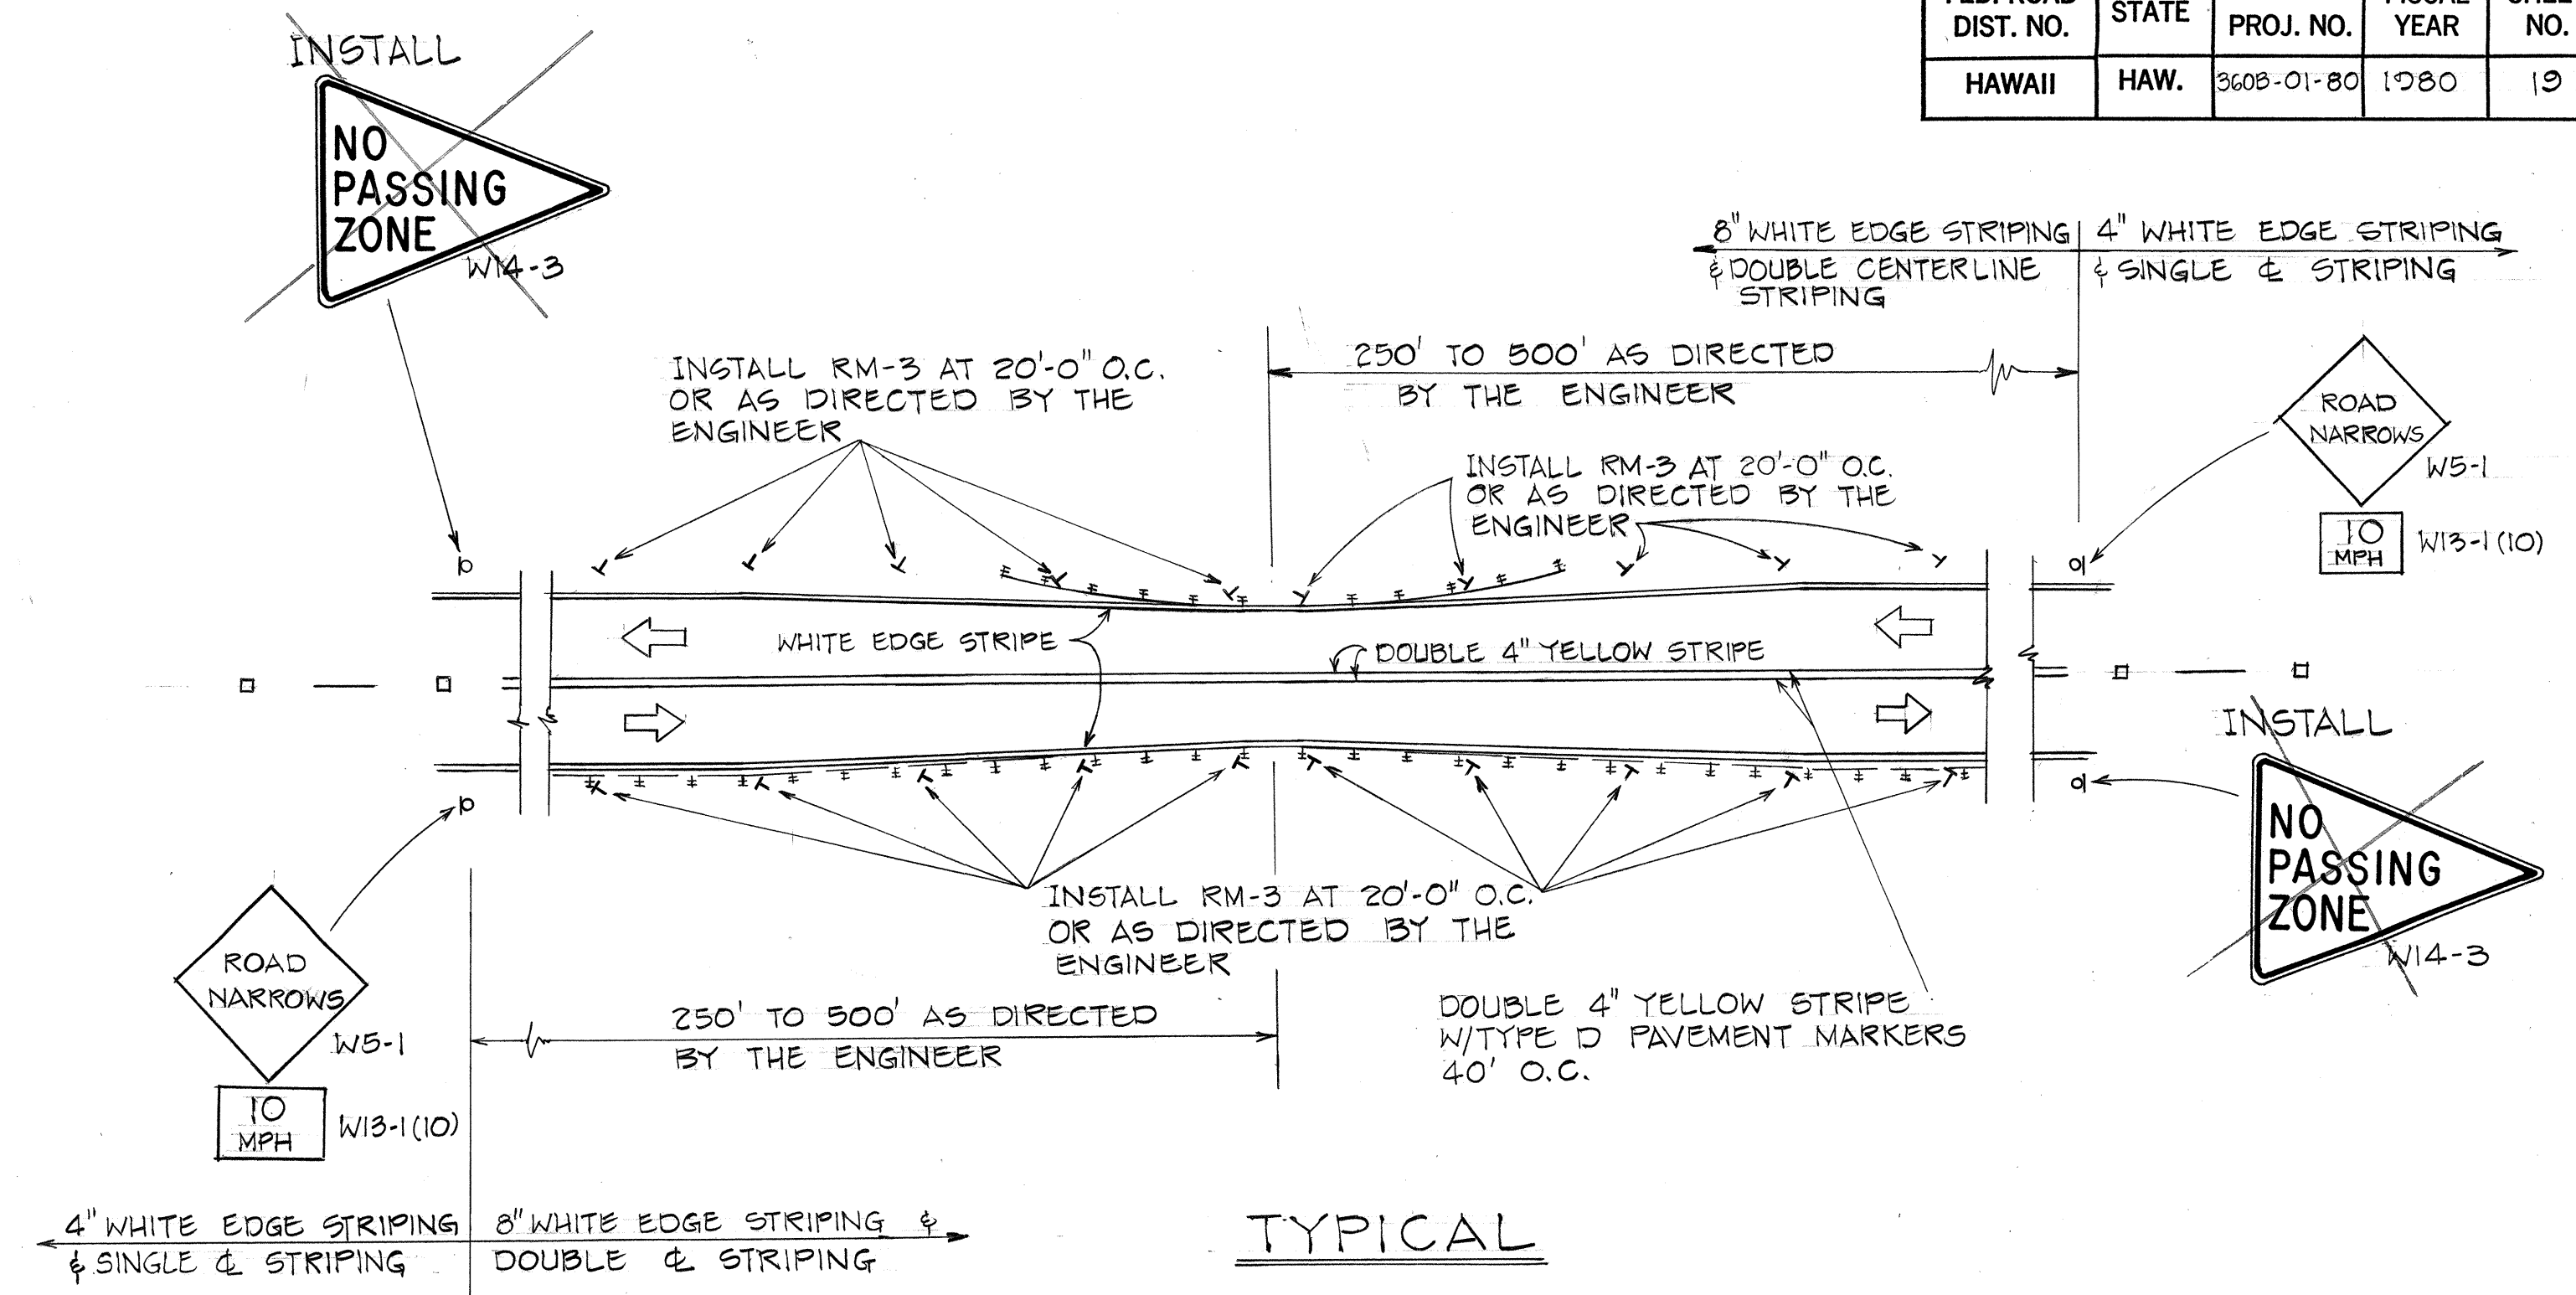 STATE
DIST. NO.
PROJ. NO.
YEAR
NO.
HAWAII
HAW.
360B-01-80
1980
19
INSTALL
NO
PASSING
ZONE
W14-3
8" WHITE EDGE STRIPING
& DOUBLE CENTERLINE
STRIPING
4" WHITE EDGE STRIPING
& SINGLE ℄ STRIPING
INSTALL RM-3 AT 20'-0" O.C.
OR AS DIRECTED BY THE
ENGINEER
250' TO 500' AS DIRECTED
BY THE ENGINEER
INSTALL RM-3 AT 20'-0" O.C.
OR AS DIRECTED BY THE
ENGINEER
ROAD
NARROWS
W5-1
10
MPH
W13-1(10)
WHITE EDGE STRIPE
DOUBLE 4" YELLOW STRIPE
INSTALL
NO
PASSING
ZONE
W14-3
INSTALL RM-3 AT 20'-0" O.C.
OR AS DIRECTED BY THE
ENGINEER
ROAD
NARROWS
W5-1
10
MPH
W13-1(10)
250' TO 500' AS DIRECTED
BY THE ENGINEER
DOUBLE 4" YELLOW STRIPE
W/TYPE D PAVEMENT MARKERS
40' O.C.
4" WHITE EDGE STRIPING
& SINGLE ℄ STRIPING
8" WHITE EDGE STRIPING &
DOUBLE ℄ STRIPING
TYPICAL